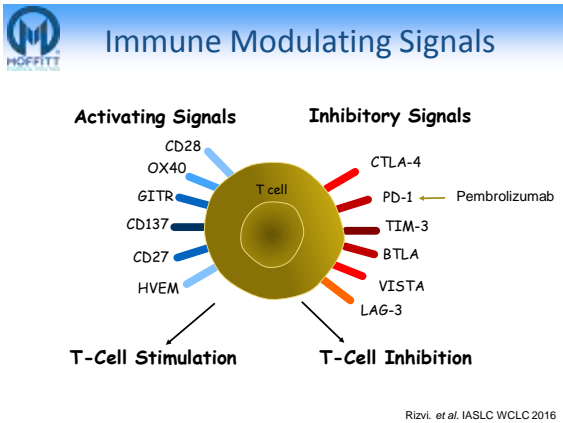 MOFFITT
Immune Modulating Signals
Activating Signals
Inhibitory Signals
CD28
OX40
GITR
CD137
CD27
HVEM
T cell
CTLA-4
PD-1
Pembrolizumab
TIM-3
BTLA
VISTA
LAG-3
T-Cell Stimulation
T-Cell Inhibition
Rizvi. et al. IASLC WCLC 2016